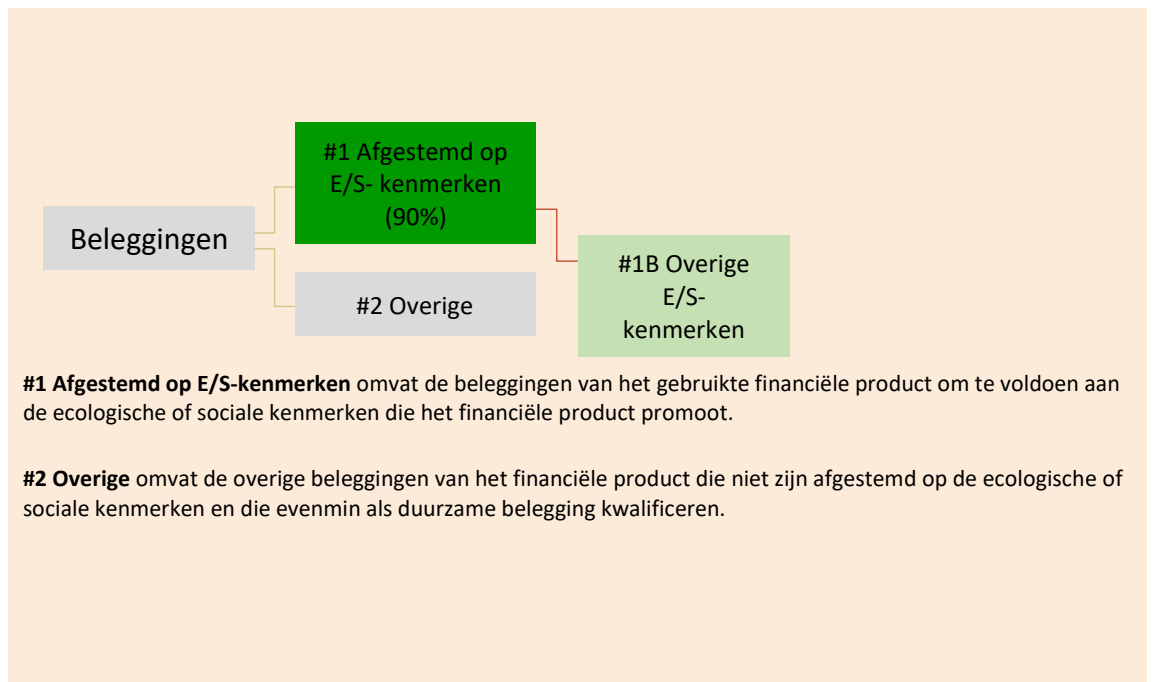 #1 Afgestemd op
E/S- kenmerken
(90%)
Beleggingen
#1B Overige
E/S-
kenmerken
#2 Overige
#1 Afgestemd op E/S-kenmerken omvat de beleggingen van het gebruikte financiële product om te voldoen aan
de ecologische of sociale kenmerken die het financiële product promoot.
#2 Overige omvat de overige beleggingen van het financiële product die niet zijn afgestemd op de ecologische of
sociale kenmerken en die evenmin als duurzame belegging kwalificeren.